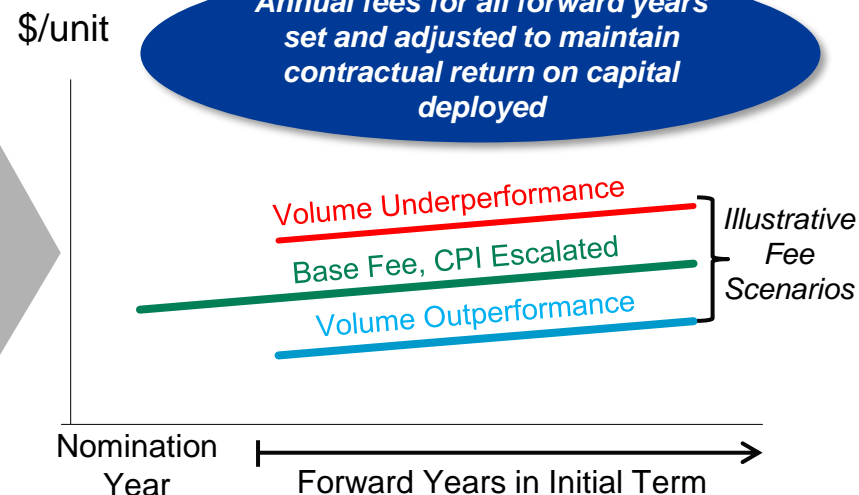 Annual fees for all forward years
set and adjusted to maintain
contractual return on capital
deployed
$/unit
Volume Underperformance
Base Fee, CPI Escalated
Volume Outperformance
Illustrative
Fee
Scenarios
Nomination
Year
Forward Years in Initial Term